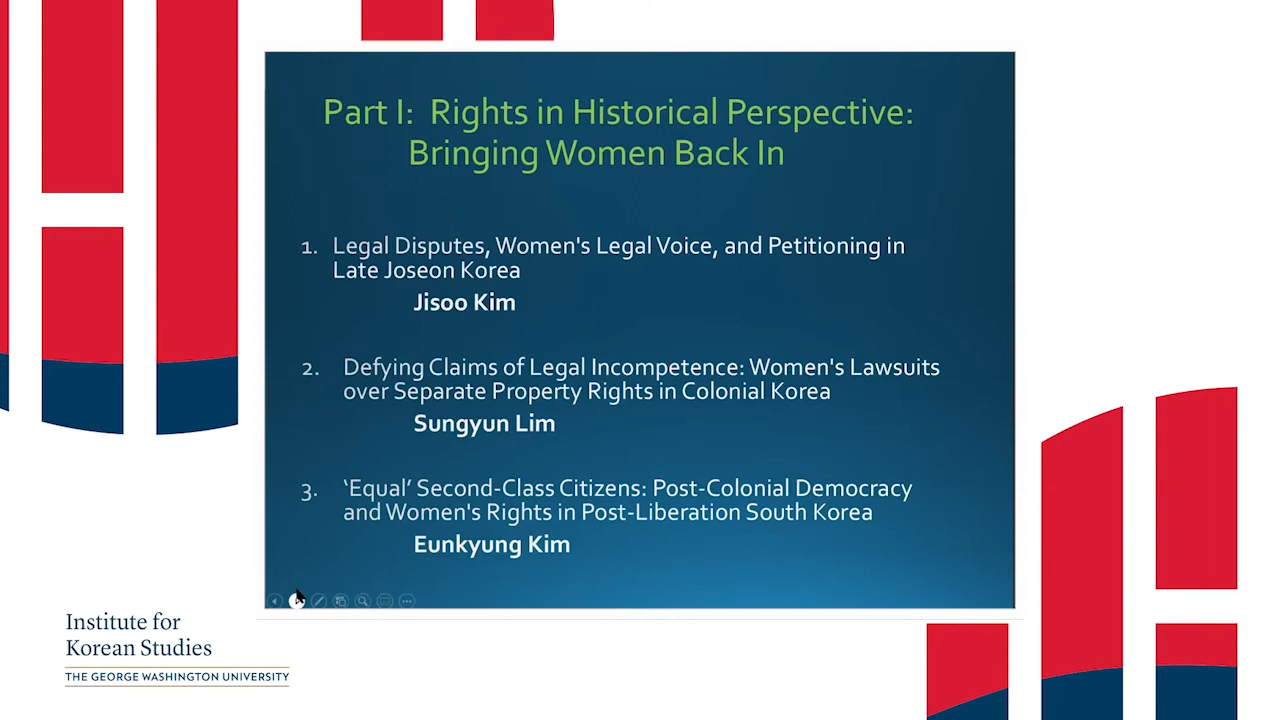 Part I: Rights in Historical Perspective:
Bringing Women Back In
1. Legal Disputes, Women's Legal Voice, and Petitioning in
Late Joseon Korea
Jisoo Kim
2. Defying Claims of Legal Incompetence: Women's Lawsuits
over Separate Property Rights in Colonial Korea
Sungyun Lim
3. ‘Equal’ Second-Class Citizens: Post-Colonial Democracy
and Women's Rights in Post-Liberation South Korea
Eunkyung Kim
Institute for
Korean Studies
THE GEORGE WASHINGTON UNIVERSITY